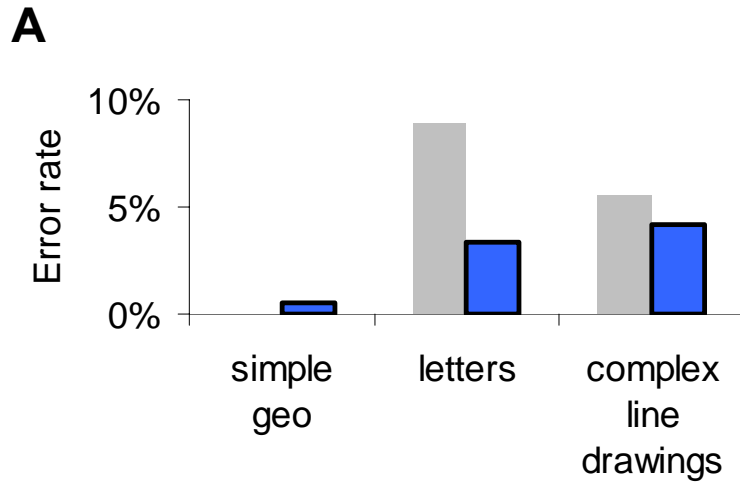 A
10%
5%
0%
Error rate
simple
geo
letters
complex
line
drawings